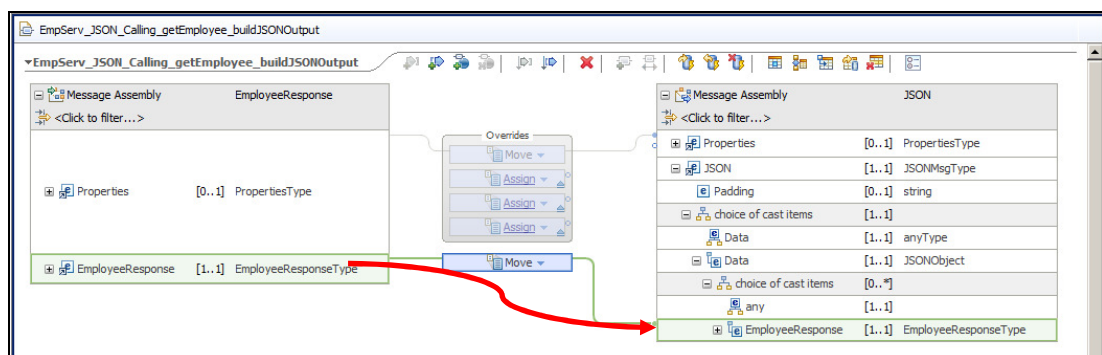 EmpServ_JSON_Calling_getEmployee_buildJSONOutput
EmpServ_JSON_Calling_getEmployee_buildJSONOutput
Message Assembly EmployeeResponse
<Click to filter...>
Properties [0..1] PropertiesType
EmployeeResponse [1..1] EmployeeResponseType
Overrides
Move
Assign
Assign
Assign
Move
Message Assembly JSON
<Click to filter...>
Properties [0..1] PropertiesType
JSON [1..1] JSONMsgType
Padding [0..1] string
choice of cast items [1..1]
Data [1..1] anyType
Data [1..1] JSONObject
choice of cast items [0..*]
any [1..1]
EmployeeResponse [1..1] EmployeeResponseType